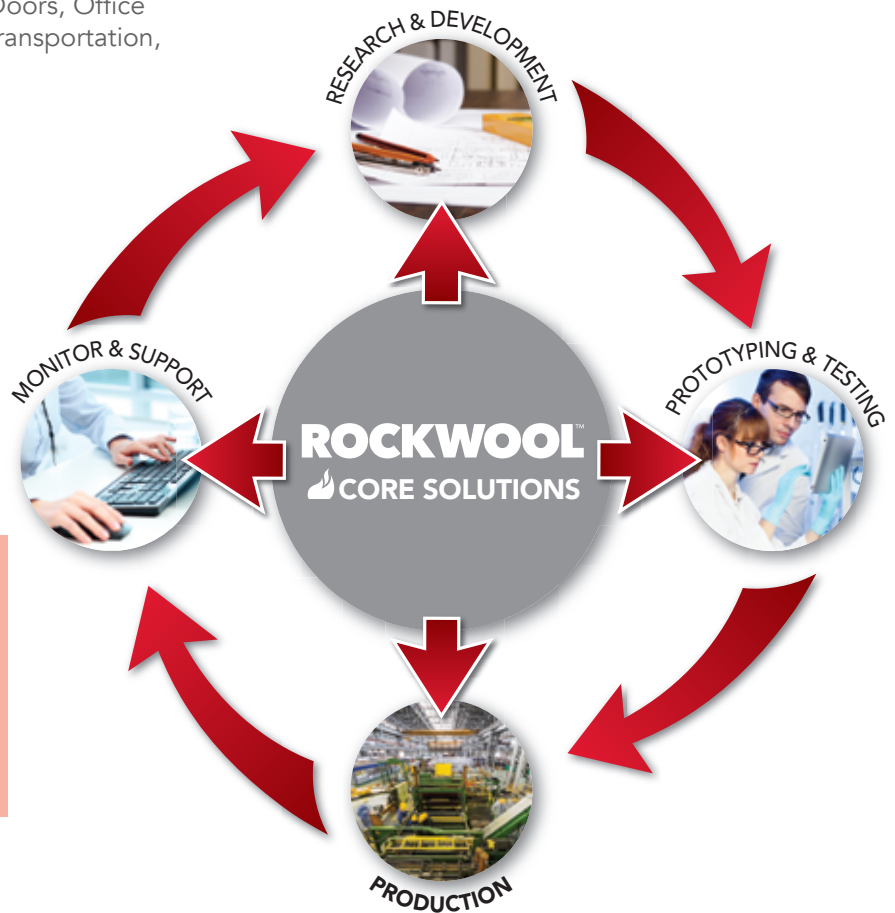 Doors, Office
ransportation,
RESEARCH & DEVELOPMENT
MONITOR & SUPPORT
PROTOTYPING & TESTING
ROCKWOOL™
CORE SOLUTIONS
PRODUCTION